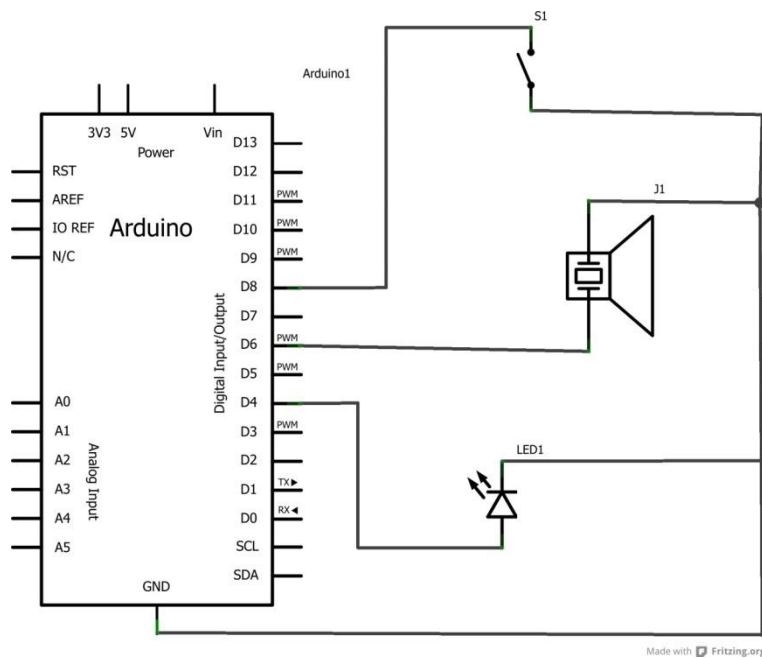 S1
Arduino1
3V3 5V Vin
Power
D13
RST
D12
AREF
D11 PWM
IO REF
Arduino
D10 PWM
N/C
D9 PWM
D8
D7
D6 PWM
Digital Input/Output
D5 PWM
A0
D4
A1
D3 PWM
A2
D2
Analog Input
A3
D1 TX▶
A4
D0 RX◀
A5
SCL
SDA
GND
J1
LED1
Made with Fritzing.org